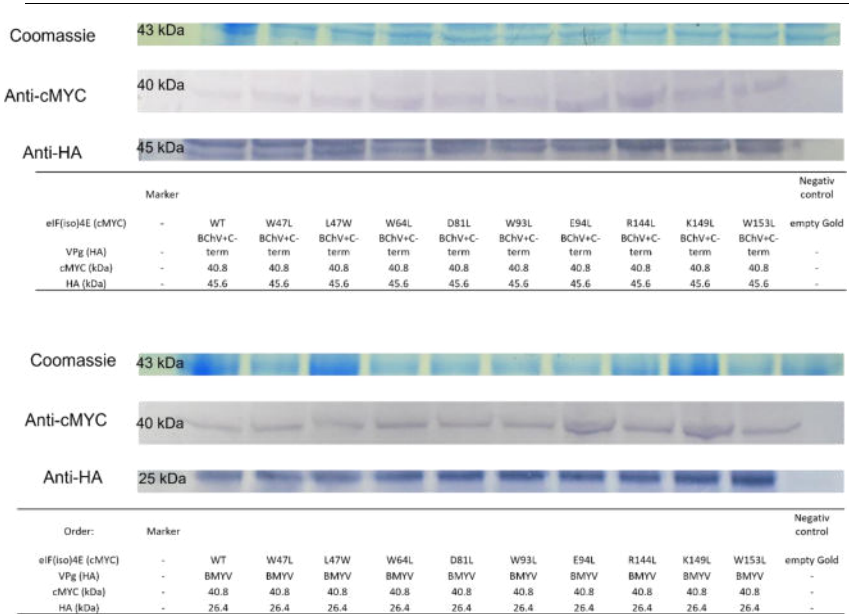 Coomassie 43 kDa
Anti-cMYC 40 kDa
Anti-HA 45 kDa
Marker Negativ control
eIF(iso)4E (cMYC) - WT W47L L47W W64L D81L W93L E94L R144L K149L W153L empty Gold
VPg (HA) - BChV+C-term BChV+C-term BChV+C-term BChV+C-term BChV+C-term BChV+C-term BChV+C-term BChV+C-term BChV+C-term BChV+C-term -
cMYC (kDa) - 40.8 40.8 40.8 40.8 40.8 40.8 40.8 40.8 40.8 40.8 -
HA (kDa) - 45.6 45.6 45.6 45.6 45.6 45.6 45.6 45.6 45.6 45.6 -
Coomassie 43 kDa
Anti-cMYC 40 kDa
Anti-HA 25 kDa
Order: Marker Negativ control
eIF(iso)4E (cMYC) - WT W47L L47W W64L D81L W93L E94L R144L K149L W153L empty Gold
VPg (HA) - BMYV BMYV BMYV BMYV BMYV BMYV BMYV BMYV BMYV BMYV -
cMYC (kDa) - 40.8 40.8 40.8 40.8 40.8 40.8 40.8 40.8 40.8 40.8 -
HA (kDa) - 26.4 26.4 26.4 26.4 26.4 26.4 26.4 26.4 26.4 26.4 -